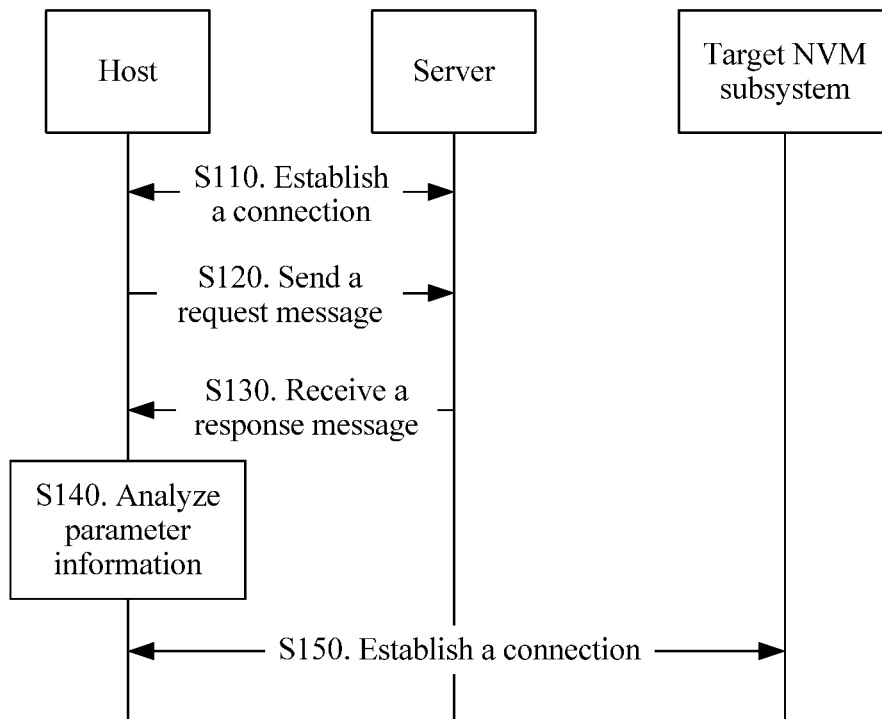 Host
Server
Target NVM
subsystem
S110. Establish
a connection
S120. Send a
request message
S130. Receive a
response message
S140. Analyze
parameter
information
S150. Establish a connection